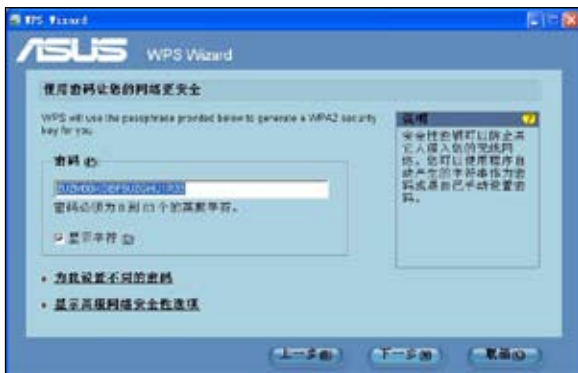 WPS Wizard
ASUS WPS Wizard
使用密码让您的网络更安全
WPS will use the passphrase provided below to generate a WPA2 security
key for you.
密码(P):
密码必须为 8 到 63 个的英数字符。
显示字符(D)
为我设置不同的密码
显示高级网络安全性选项
说明
安全性密钥可以防止其
它人侵入您的无线网
络。您可以使用程序自
动产生的字符串作为密
码或是自己手动设置密
码。
上一步(B)
下一步(N)
取消(C)